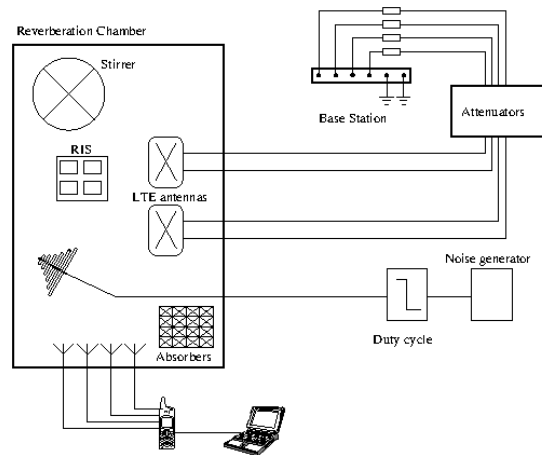 Reverberation Chamber
Stirrer
RIS
LTE antennas
Base Station
Attenuators
Noise generator
Duty cycle
Absorbers